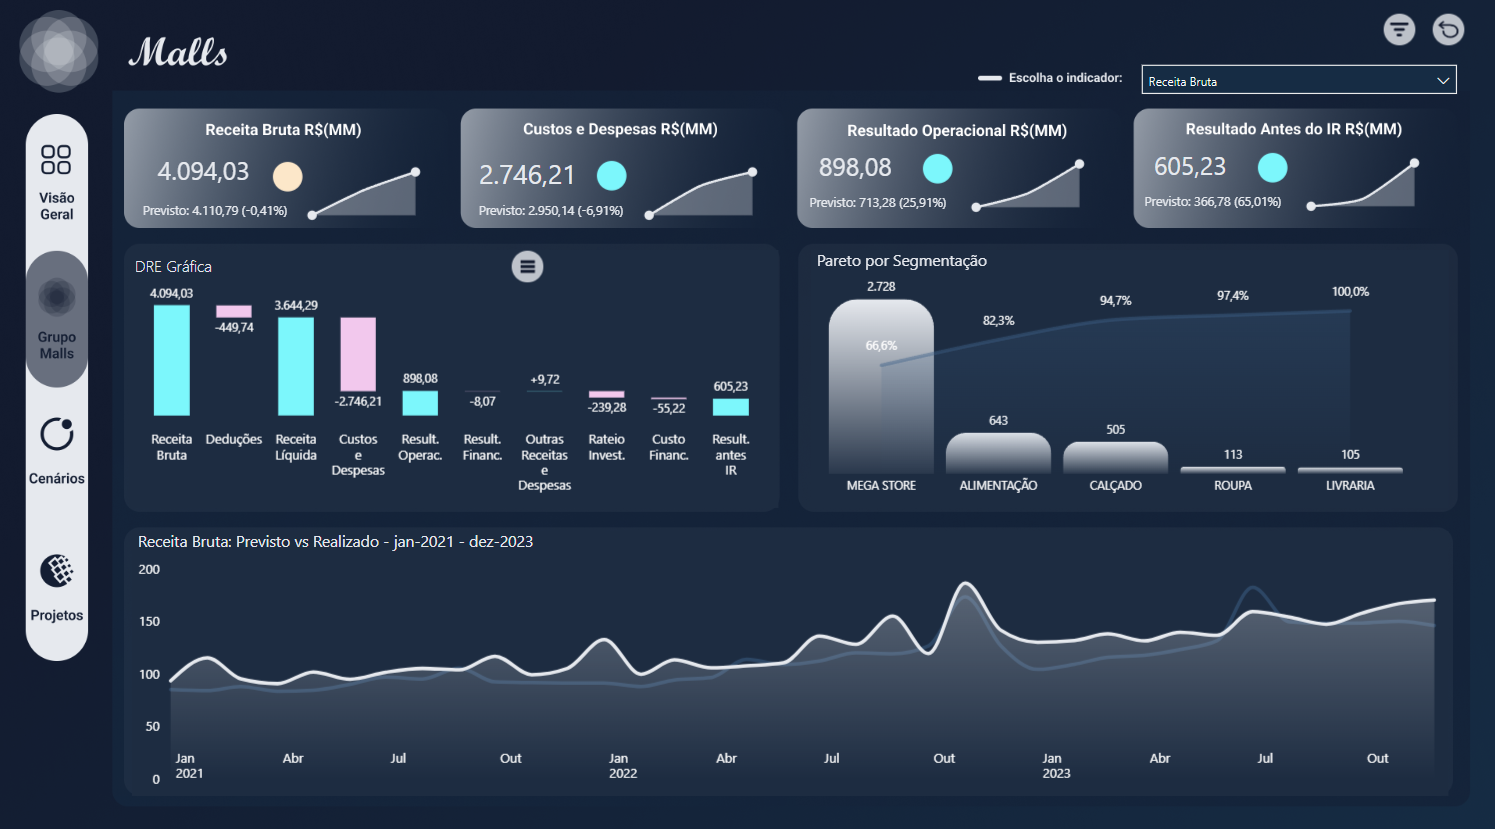 Malls
Escolha o indicador:
Receita Bruta
Visão
Geral
Grupo
Malls
Cenários
Projetos
Receita Bruta R$(MM)
4.094,03
Previsto: 4.110,79 (-0,41%)
Custos e Despesas R$(MM)
2.746,21
Previsto: 2.950,14 (-6,91%)
Resultado Operacional R$(MM)
898,08
Previsto: 713,28 (25,91%)
Resultado Antes do IR R$(MM)
605,23
Previsto: 366,78 (65,01%)
DRE Gráfica
4.094,03
-449,74
3.644,29
-2.746,21
898,08
-8,07
+9,72
-239,28
-55,22
605,23
Receita
Bruta
Deduções
Receita
Líquida
Custos
e
Despesas
Result.
Operac.
Result.
Financ.
Outras
Receitas
e
Despesas
Rateio
Invest.
Custo
Financ.
Result.
antes
IR
Pareto por Segmentação
2.728
66,6%
82,3%
94,7%
97,4%
100,0%
643
505
113
105
MEGA STORE
ALIMENTAÇÃO
CALÇADO
ROUPA
LIVRARIA
Receita Bruta: Previsto vs Realizado - jan-2021 - dez-2023
200
150
100
50
0
Jan
2021
Abr
Jul
Out
Jan
2022
Abr
Jul
Out
Jan
2023
Abr
Jul
Out